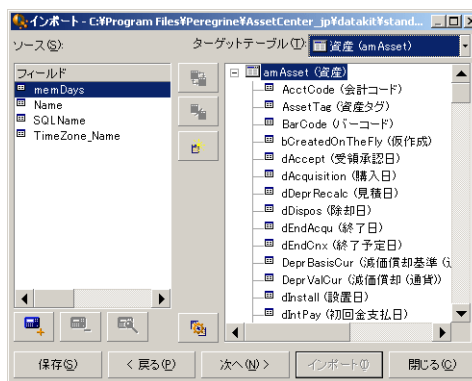 インポート - C:¥Program Files¥Peregrine¥AssetCenter_jp¥datakit¥stand...
ソース(S):
ターゲットテーブル(T): 資産 (amAsset)
フィールド
memDays
Name
SQLName
TimeZone_Name
amAsset (資産)
AcctCode (会計コード)
AssetTag (資産タグ)
BarCode (バーコード)
bCreatedOnTheFly (仮作成)
dAccept (受領承認日)
dAcquisition (購入日)
dDeprRecalc (見積日)
dDispos (除却日)
dEndAcqu (終了日)
dEndCnx (終了予定日)
DeprBasisCur (減価償却基準 (i
DeprValCur (減価償却 (通貨))
dInstall (設置日)
dIntPay (初回金支払日)
保存(S)
< 戻る(P)
次へ(N) >
インポート(I)
閉じる(C)